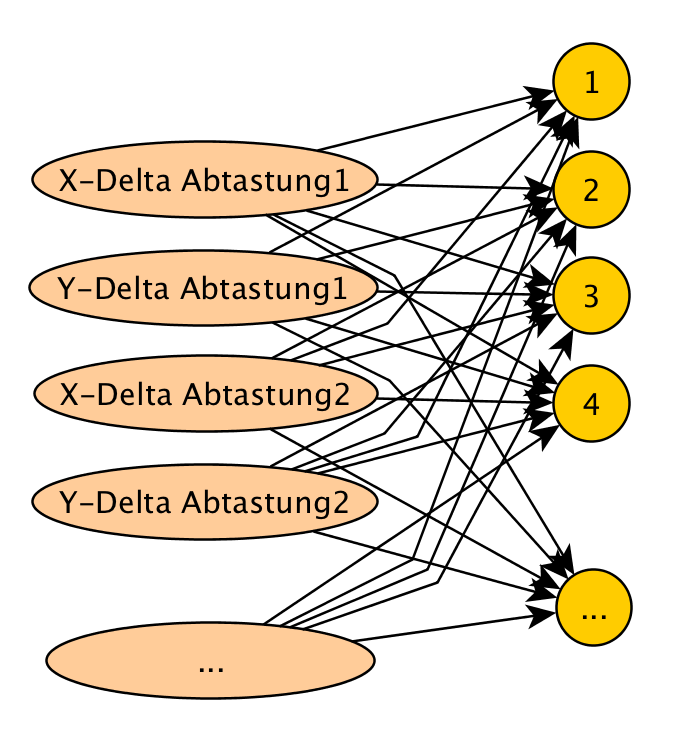 1
X-Delta Abtastung1
2
Y-Delta Abtastung1
3
X-Delta Abtastung2
4
Y-Delta Abtastung2
...
...